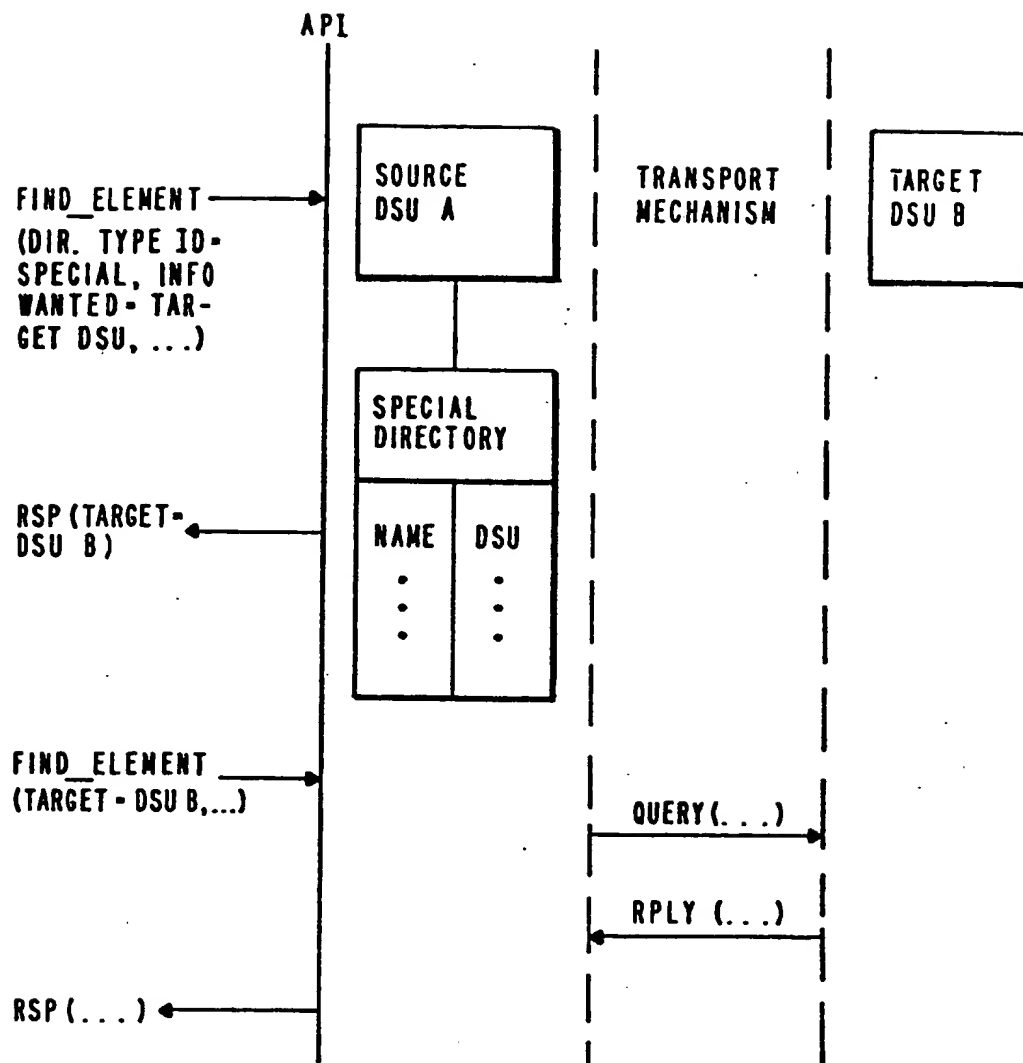 API
SOURCE
DSU A
TRANSPORT
MECHANISM
TARGET
DSU B
FIND_ELEMENT
(DIR. TYPE ID=
SPECIAL, INFO
WANTED= TAR-
GET DSU, ...)
SPECIAL
DIRECTORY
NAME
DSU
RSP (TARGET=
DSU B)
FIND_ELEMENT
(TARGET = DSU B,...)
QUERY(...)
RPLY (...)
RSP (...)